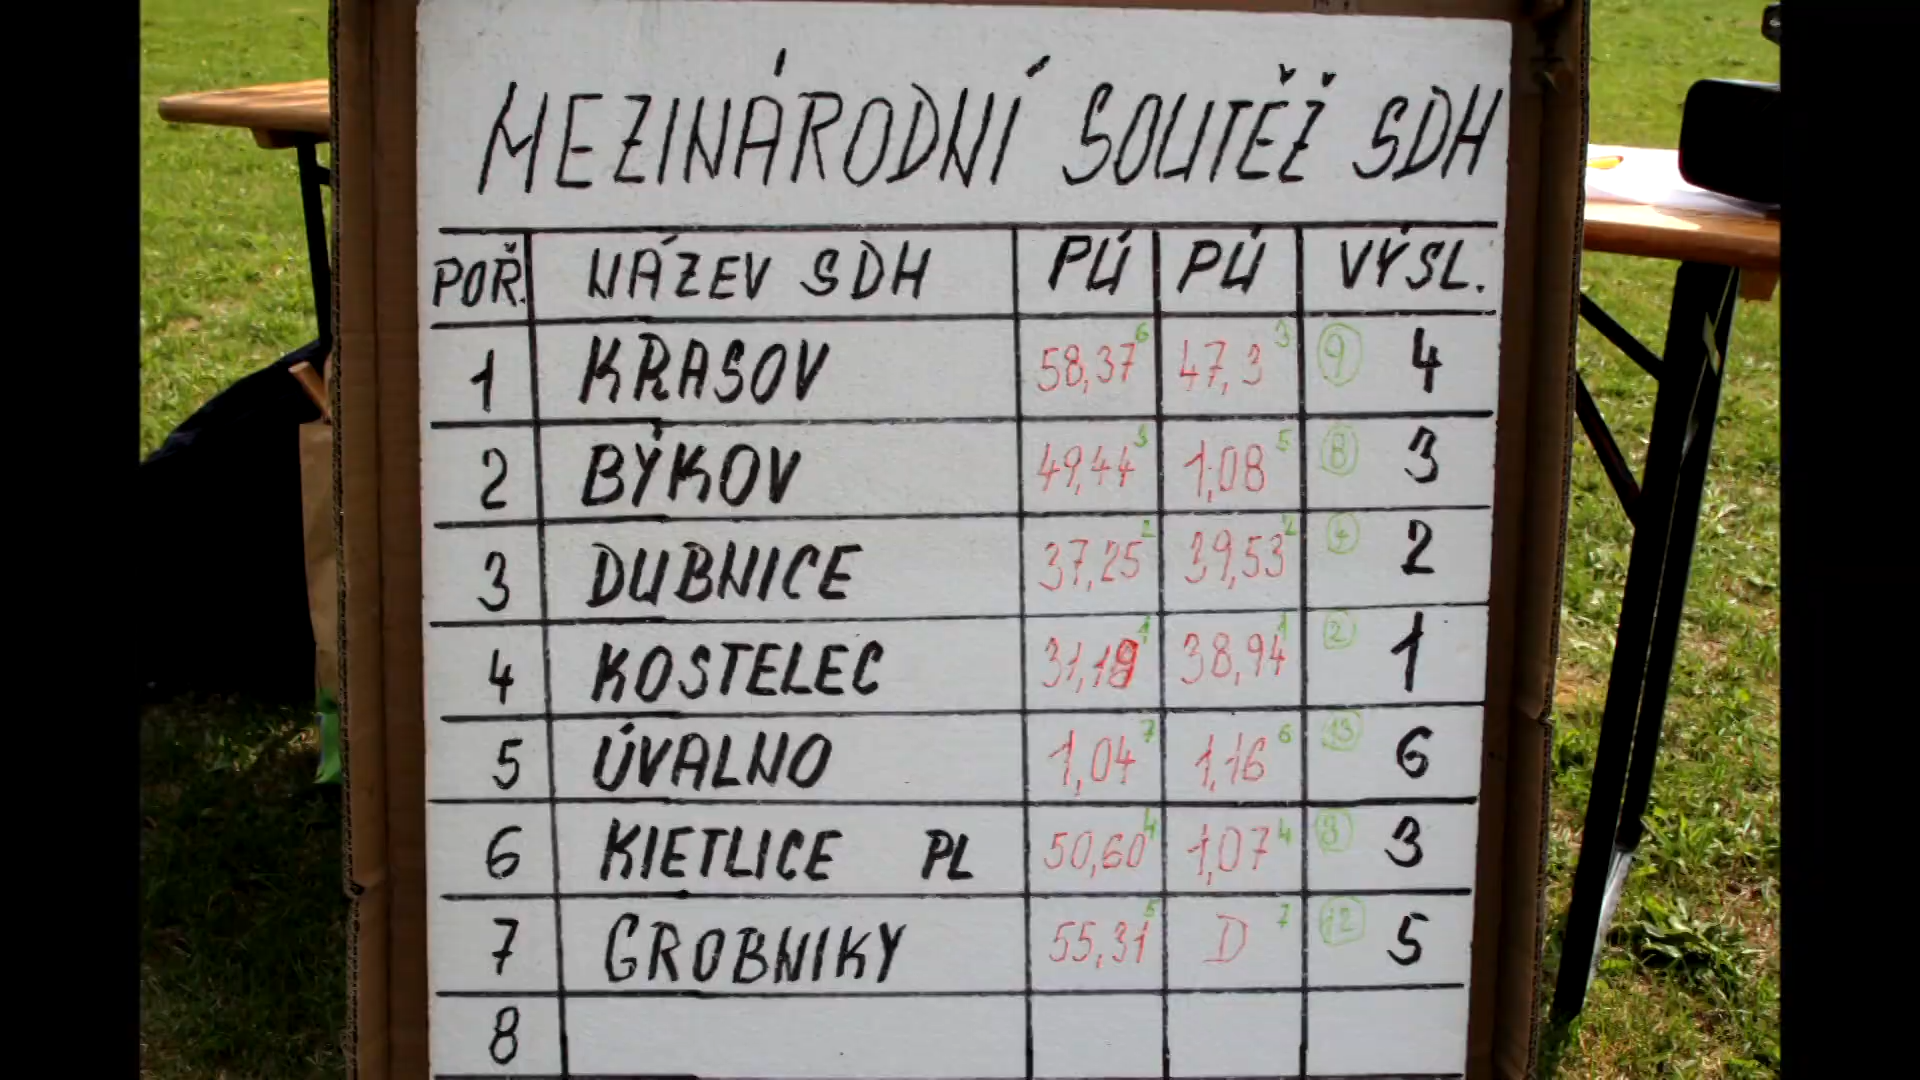 MEZINÁRODNÍ SOUTĚŽ SDH
POŘ. NÁZEV SDH PÚ PÚ VÝSL.
1 KRASOV 58,37 6 47,3 3 9 4
2 BÝKOV 49,44 3 1,08 5 8 3
3 DUBNICE 37,25 2 39,53 2 4 2
4 KOSTELEC 31,19 1 38,94 1 2 1
5 ÚVALNO 1,04 7 1,16 6 13 6
6 KIETLICE PL 50,60 4 1,07 4 8 3
7 GROBNIKY 55,31 5 D 7 12 5
8